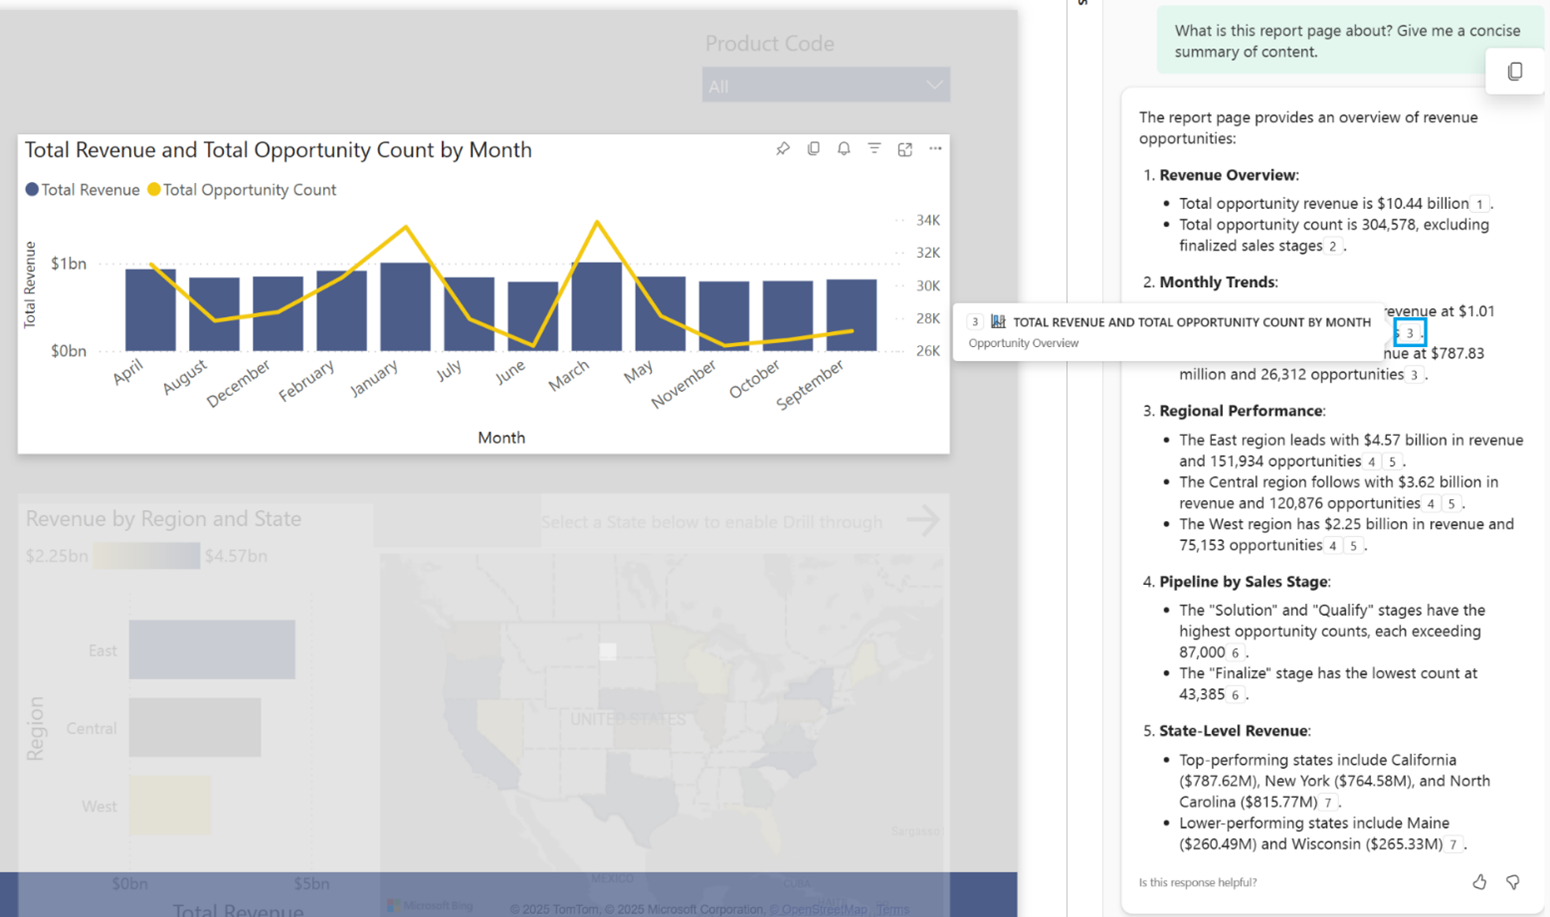 Product Code
All
Total Revenue and Total Opportunity Count by Month
Total Revenue Total Opportunity Count
Total Revenue
$1bn
$0bn
34K
32K
30K
28K
26K
April
August
December
February
January
July
June
March
May
November
October
September
Month
Revenue by Region and State
$2.25bn $4.57bn
Select a State below to enable Drill through
Region
East
Central
West
$0bn $5bn
Total Revenue
UNITED STATES
MEXICO
CUBA
Microsoft Bing
© 2025 TomTom, © 2025 Microsoft Corporation, © OpenStreetMap Terms
What is this report page about? Give me a concise
summary of content.
The report page provides an overview of revenue
opportunities:
1. Revenue Overview:
• Total opportunity revenue is $10.44 billion 1 .
• Total opportunity count is 304,578, excluding
finalized sales stages 2 .
2. Monthly Trends:
revenue at $1.01
3 .
3 TOTAL REVENUE AND TOTAL OPPORTUNITY COUNT BY MONTH
Opportunity Overview
nue at $787.83
million and 26,312 opportunities 3 .
3. Regional Performance:
• The East region leads with $4.57 billion in revenue
and 151,934 opportunities 4 5 .
• The Central region follows with $3.62 billion in
revenue and 120,876 opportunities 4 5 .
• The West region has $2.25 billion in revenue and
75,153 opportunities 4 5 .
4. Pipeline by Sales Stage:
• The "Solution" and "Qualify" stages have the
highest opportunity counts, each exceeding
87,000 6 .
• The "Finalize" stage has the lowest count at
43,385 6 .
5. State-Level Revenue:
• Top-performing states include California
($787.62M), New York ($764.58M), and North
Carolina ($815.77M) 7 .
• Lower-performing states include Maine
($260.49M) and Wisconsin ($265.33M) 7 .
Is this response helpful?